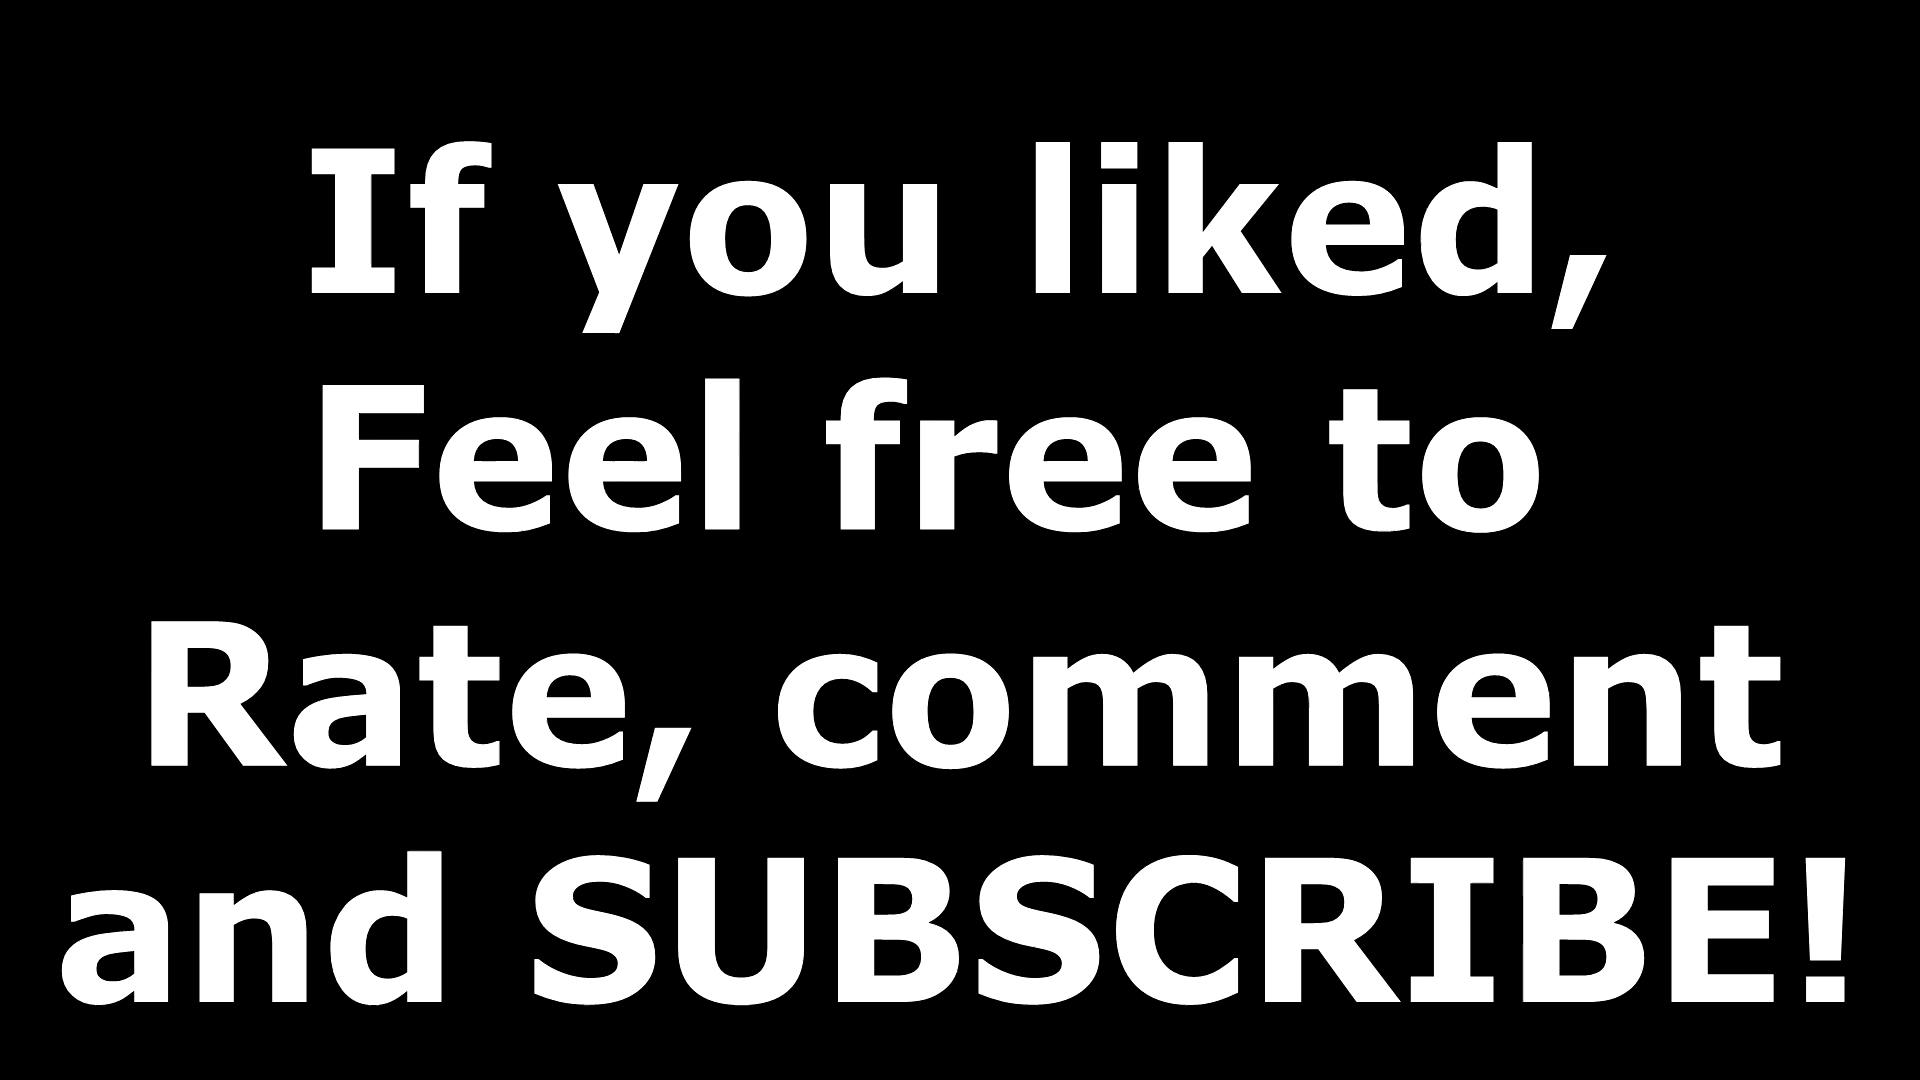 If you liked,
Feel free to
Rate, comment
and SUBSCRIBE!